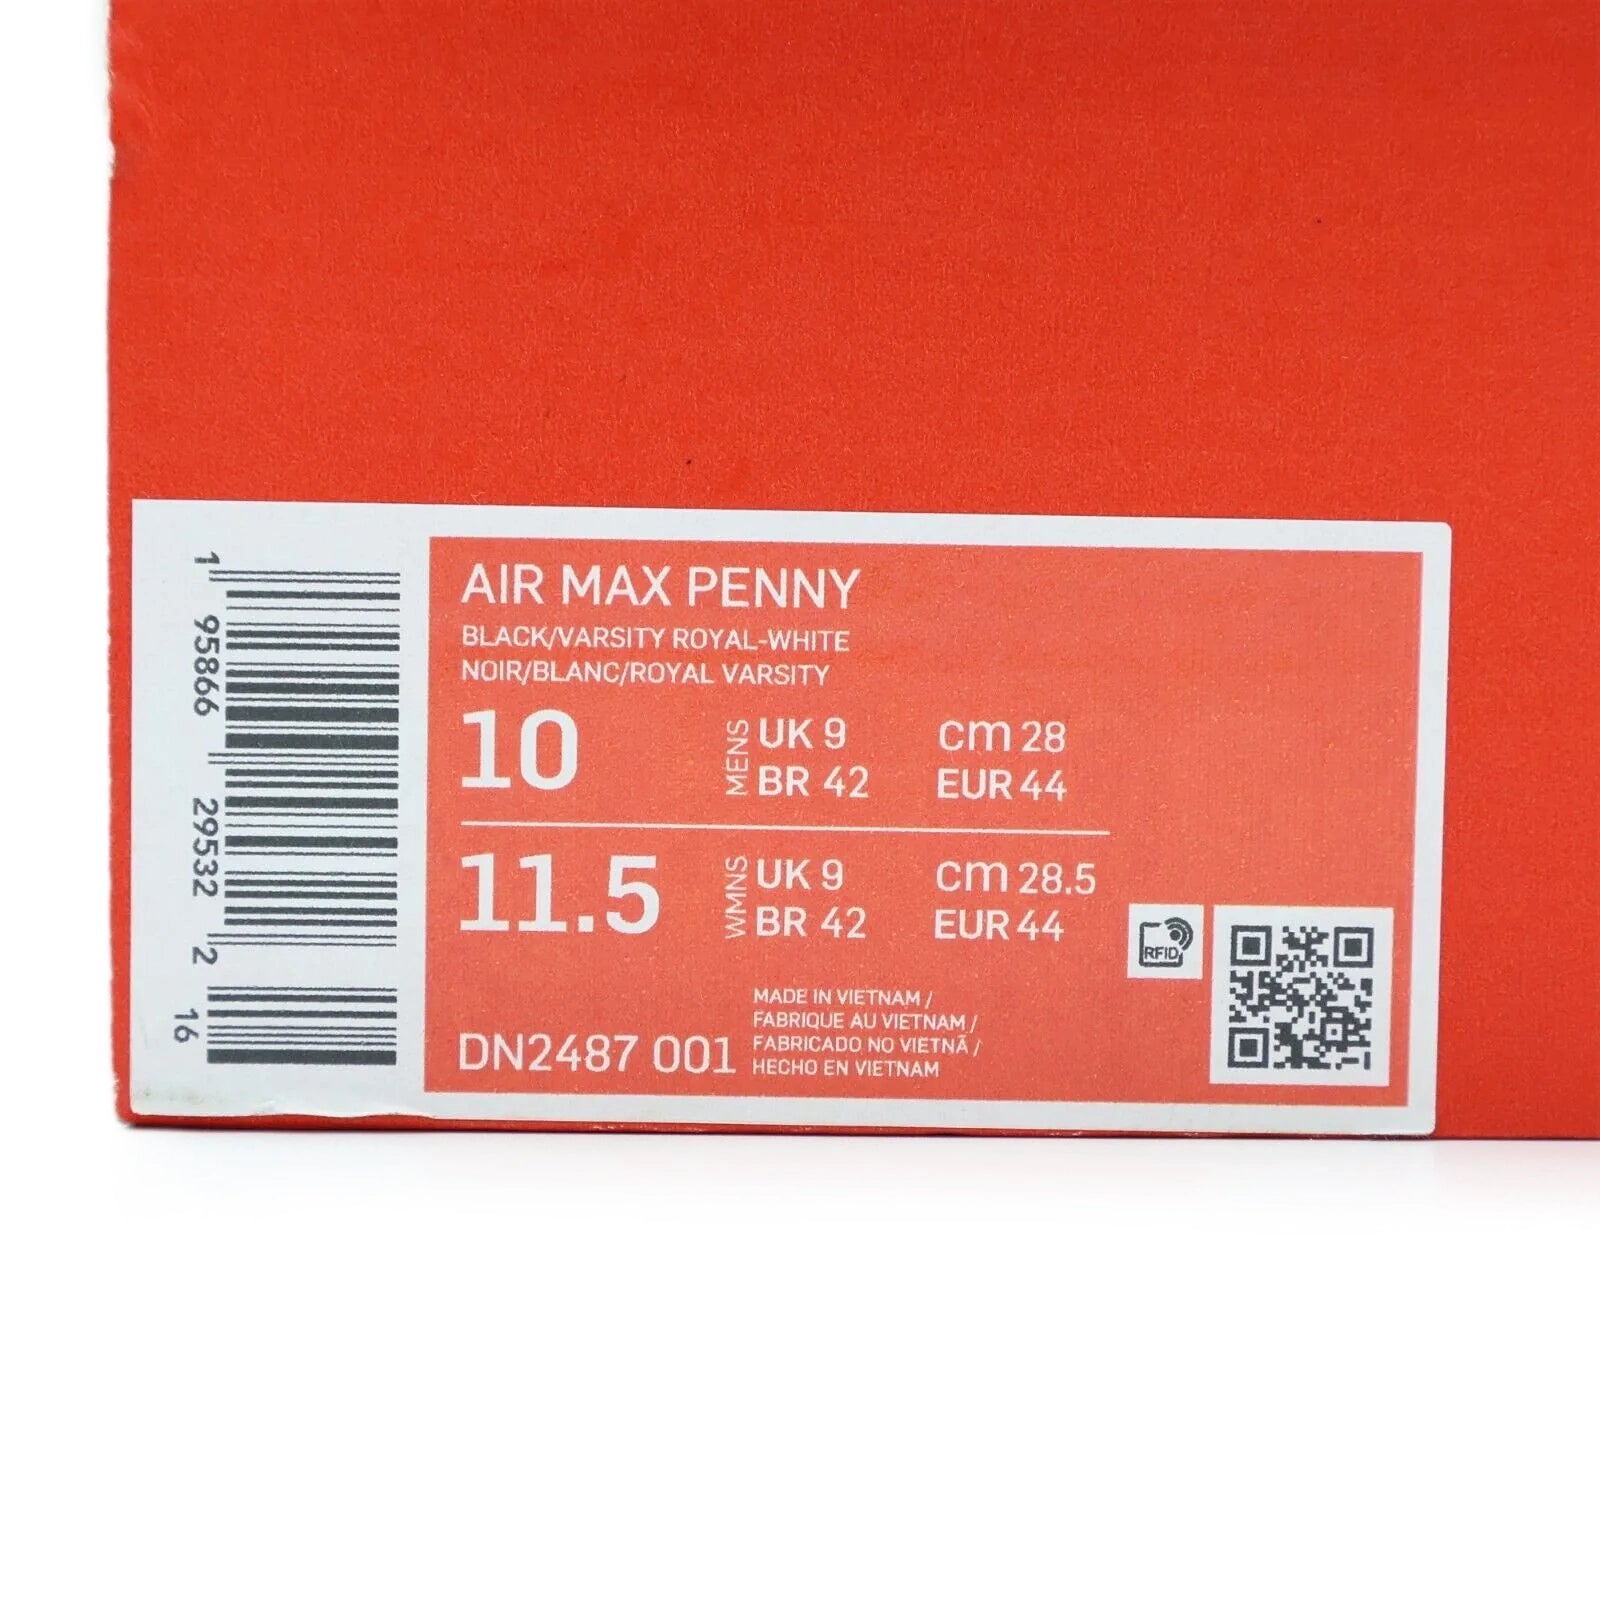 AIR MAX PENNY
BLACK/VARSITY ROYAL-WHITE
NOIR/BLANC/ROYAL VARSITY
10 MENS UK 9 cm 28
BR 42 EUR 44
11.5 WMNS UK 9 cm 28.5
BR 42 EUR 44
RFID
DN2487 001
MADE IN VIETNAM /
FABRIQUE AU VIETNAM /
FABRICADO NO VIETNÃ /
HECHO EN VIETNAM
1 95866 29532 2 16